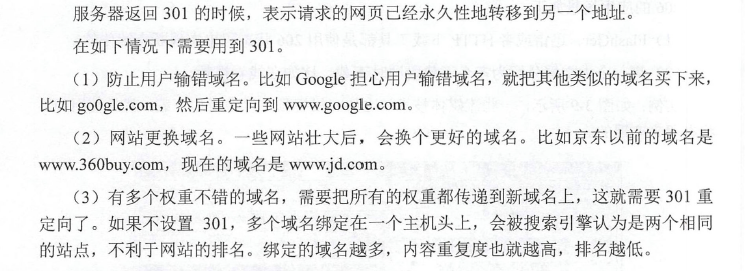 服务器返回 301 的时候，表示请求的网页已经永久性地转移到另一个地址。
在如下情况下需要用到 301。
（1）防止用户输错域名。比如 Google 担心用户输错域名，就把其他类似的域名买下来，
比如 go0gle.com，然后重定向到 www.google.com。
（2）网站更换域名。一些网站壮大后，会换个更好的域名。比如京东以前的域名是
www.360buy.com，现在的域名是 www.jd.com。
（3）有多个权重不错的域名，需要把所有的权重都传递到新域名上，这就需要 301 重
定向了。如果不设置 301，多个域名绑定在一个主机头上，会被搜索引擎认为是两个相同
的站点，不利于网站的排名。绑定的域名越多，内容重复度也就越高，排名越低。